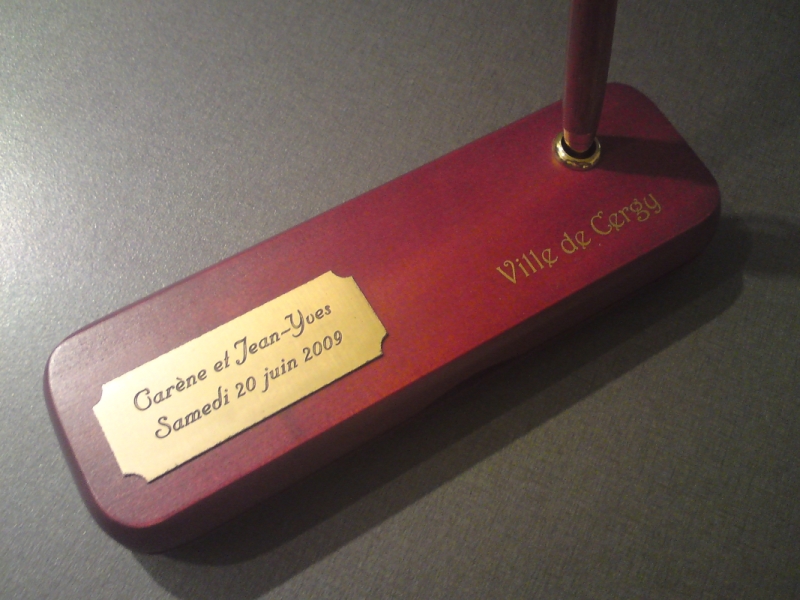 Carène et Jean-Yves
Samedi 20 juin 2009
Ville de Cergy